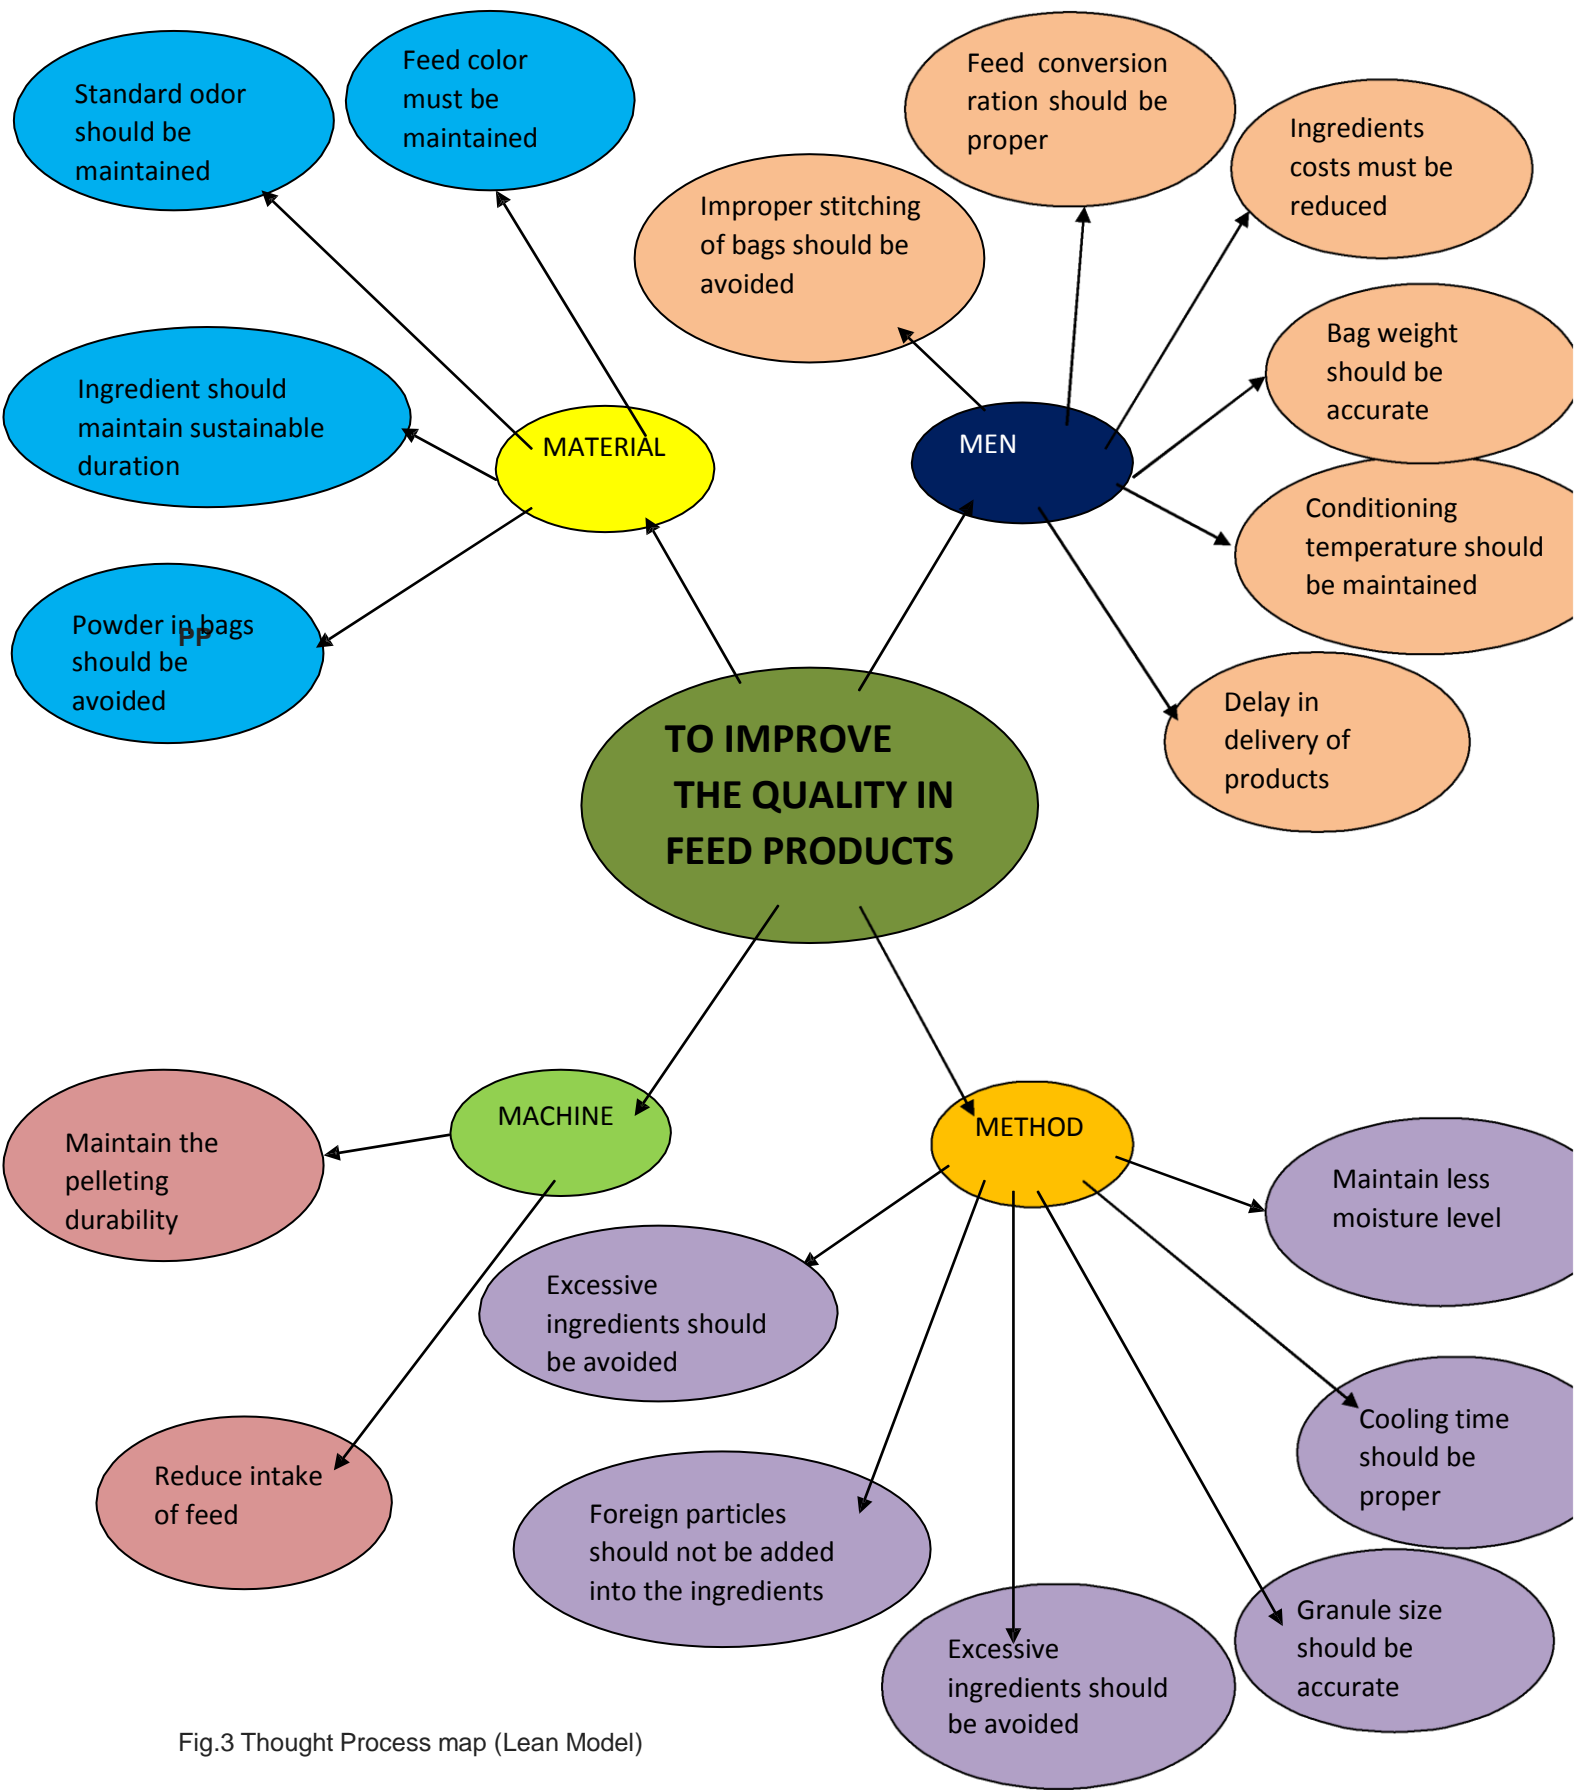 Standard odor
should be
maintained
Feed color
must be
maintained
Feed conversion
ration should be
proper
Ingredients
costs must be
reduced
Improper stitching
of bags should be
avoided
Bag weight
should be
accurate
Ingredient should
maintain sustainable
duration
MATERIAL
MEN
Conditioning
temperature should
be maintained
Powder in bags
should be
avoided
PP
Delay in
delivery of
products
TO IMPROVE
THE QUALITY IN
FEED PRODUCTS
MACHINE
METHOD
Maintain the
pelleting
durability
Maintain less
moisture level
Excessive
ingredients should
be avoided
Cooling time
should be
proper
Reduce intake
of feed
Foreign particles
should not be added
into the ingredients
Granule size
should be
accurate
Excessive
ingredients should
be avoided
Fig.3 Thought Process map (Lean Model)